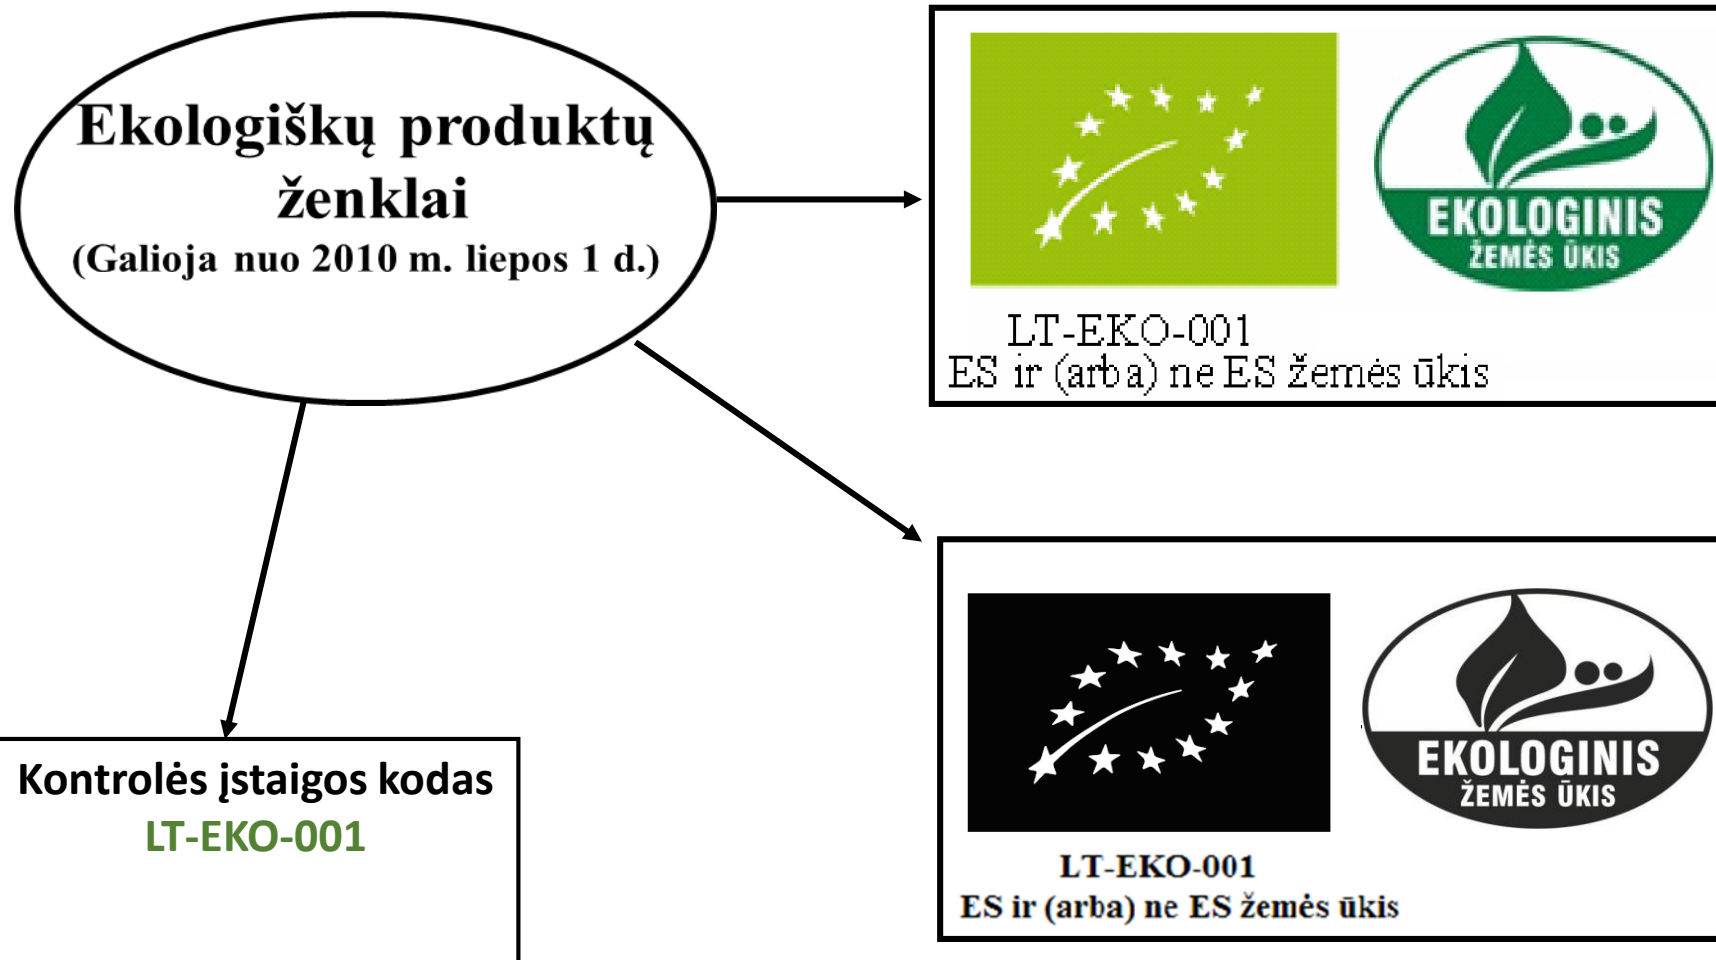 Ekologiškų produktų
ženklai
(Galioja nuo 2010 m. liepos 1 d.)
EKOLOGINIS
ŽEMĖS ŪKIS
LT-EKO-001
ES ir (arba) ne ES žemės ūkis
EKOLOGINIS
ŽEMĖS ŪKIS
LT-EKO-001
ES ir (arba) ne ES žemės ūkis
Kontrolės įstaigos kodas
LT-EKO-001